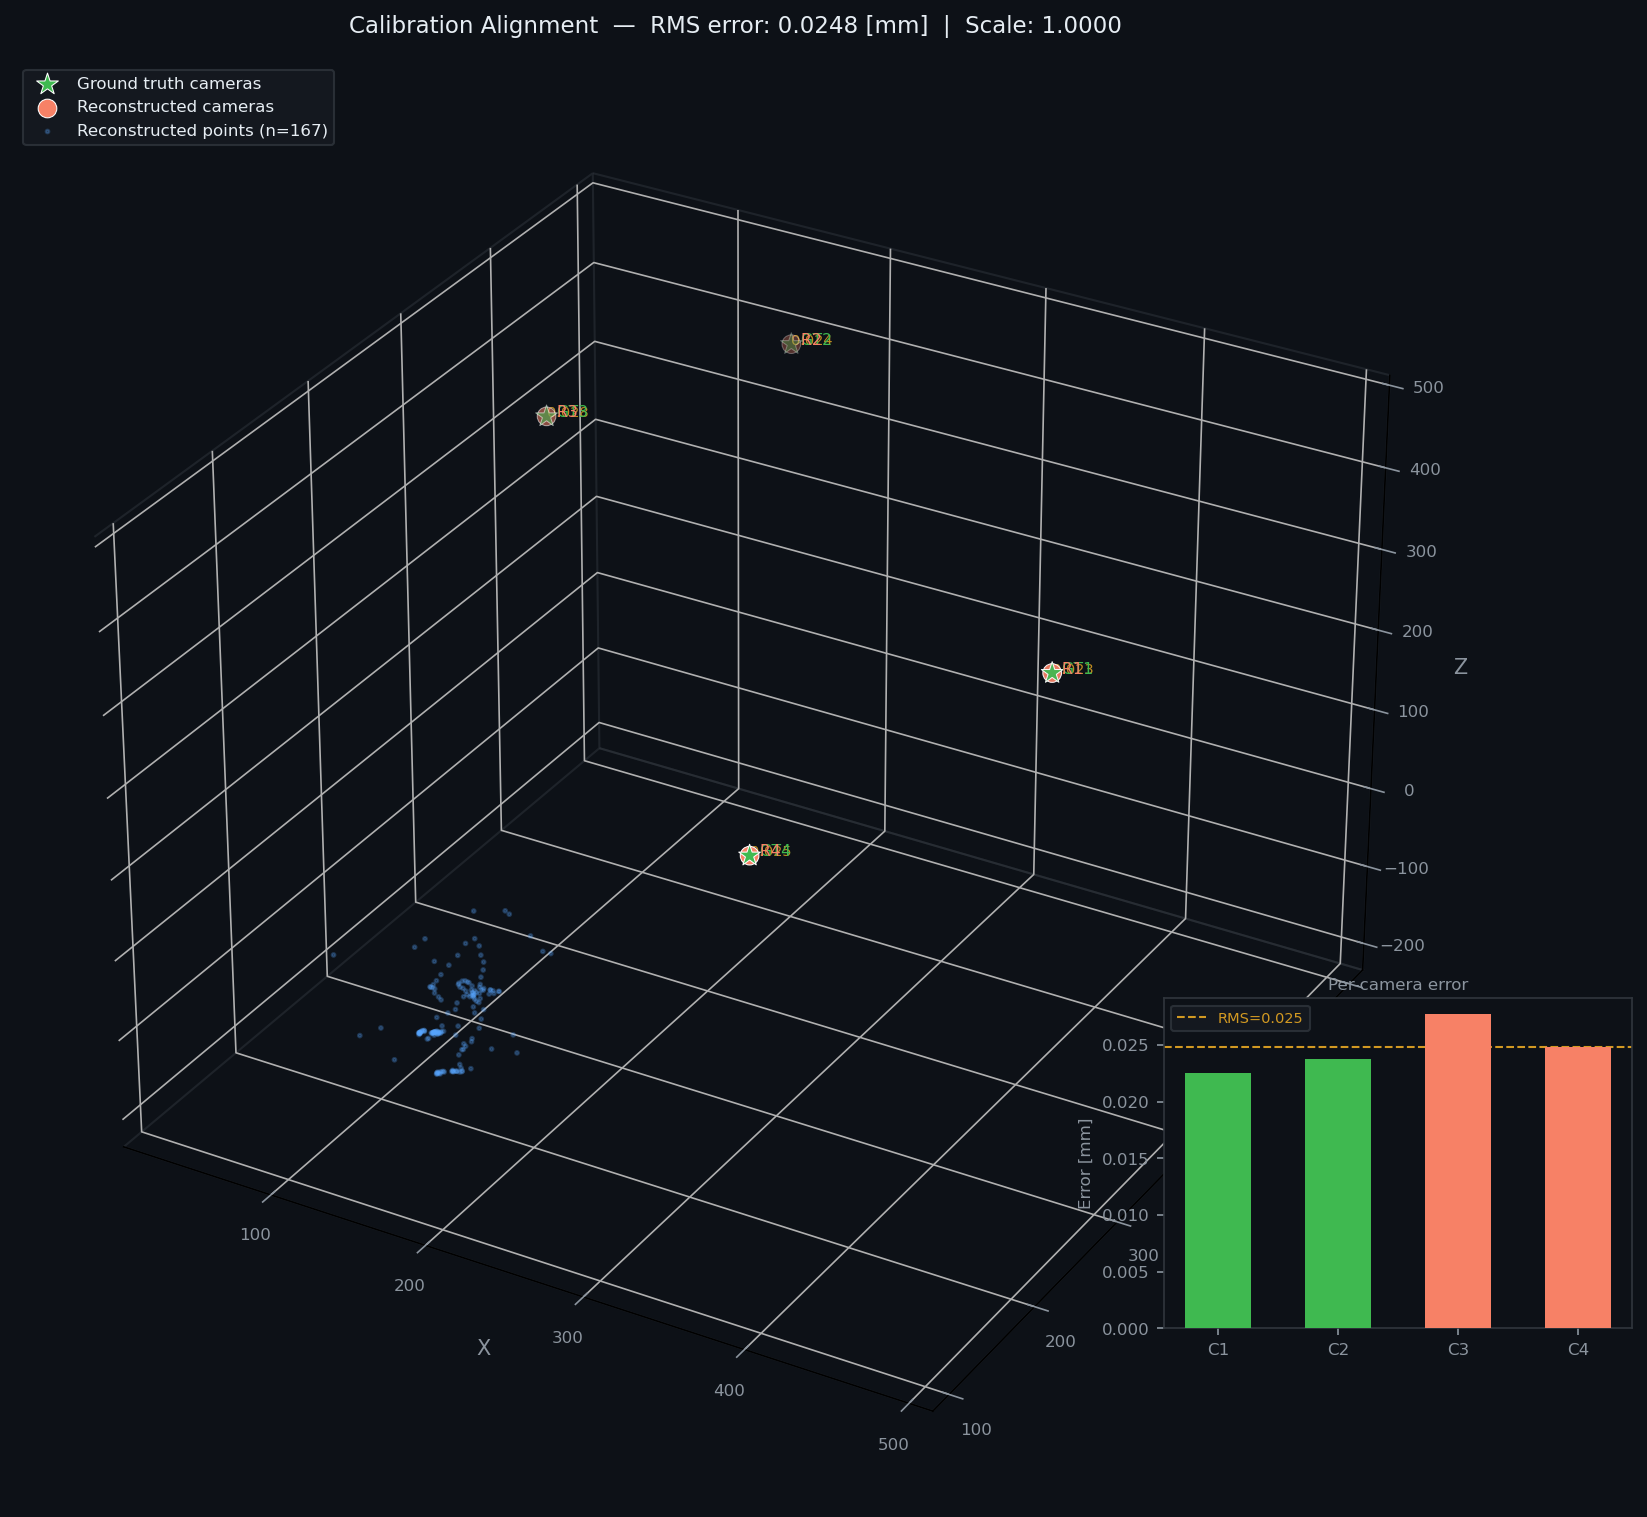 Calibration Alignment — RMS error: 0.0248 [mm] | Scale: 1.0000
Ground truth cameras
Reconstructed cameras
Reconstructed points (n=167)
500
400
300
200
100
0
−100
−200
Z
100
200
300
400
500
X
100
200
300
Per-camera error
RMS=0.025
Error [mm]
0.025
0.020
0.015
0.010
0.005
0.000
C1
C2
C3
C4